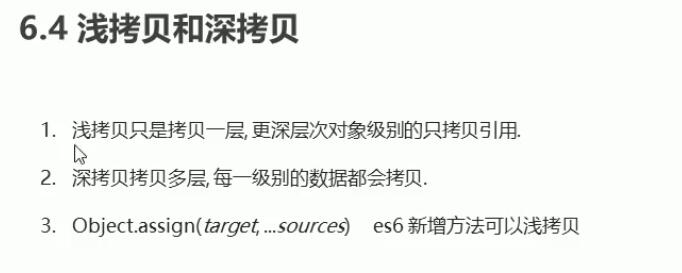 6.4 浅拷贝和深拷贝
1. 浅拷贝只是拷贝一层, 更深层次对象级别的只拷贝引用.
2. 深拷贝拷贝多层, 每一级别的数据都会拷贝.
3. Object.assign(target, ...sources) es6 新增方法可以浅拷贝